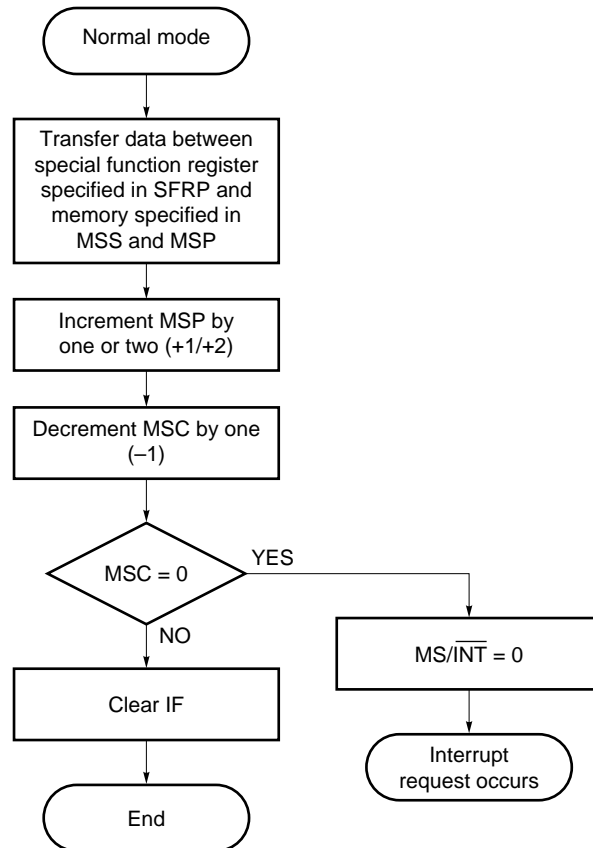 Normal mode
Transfer data between
special function register
specified in SFRP and
memory specified in
MSS and MSP
Increment MSP by
one or two (+1/+2)
Decrement MSC by one
(–1)
MSC = 0
YES
NO
MS/I̅N̅T̅ = 0
Clear IF
Interrupt
request occurs
End